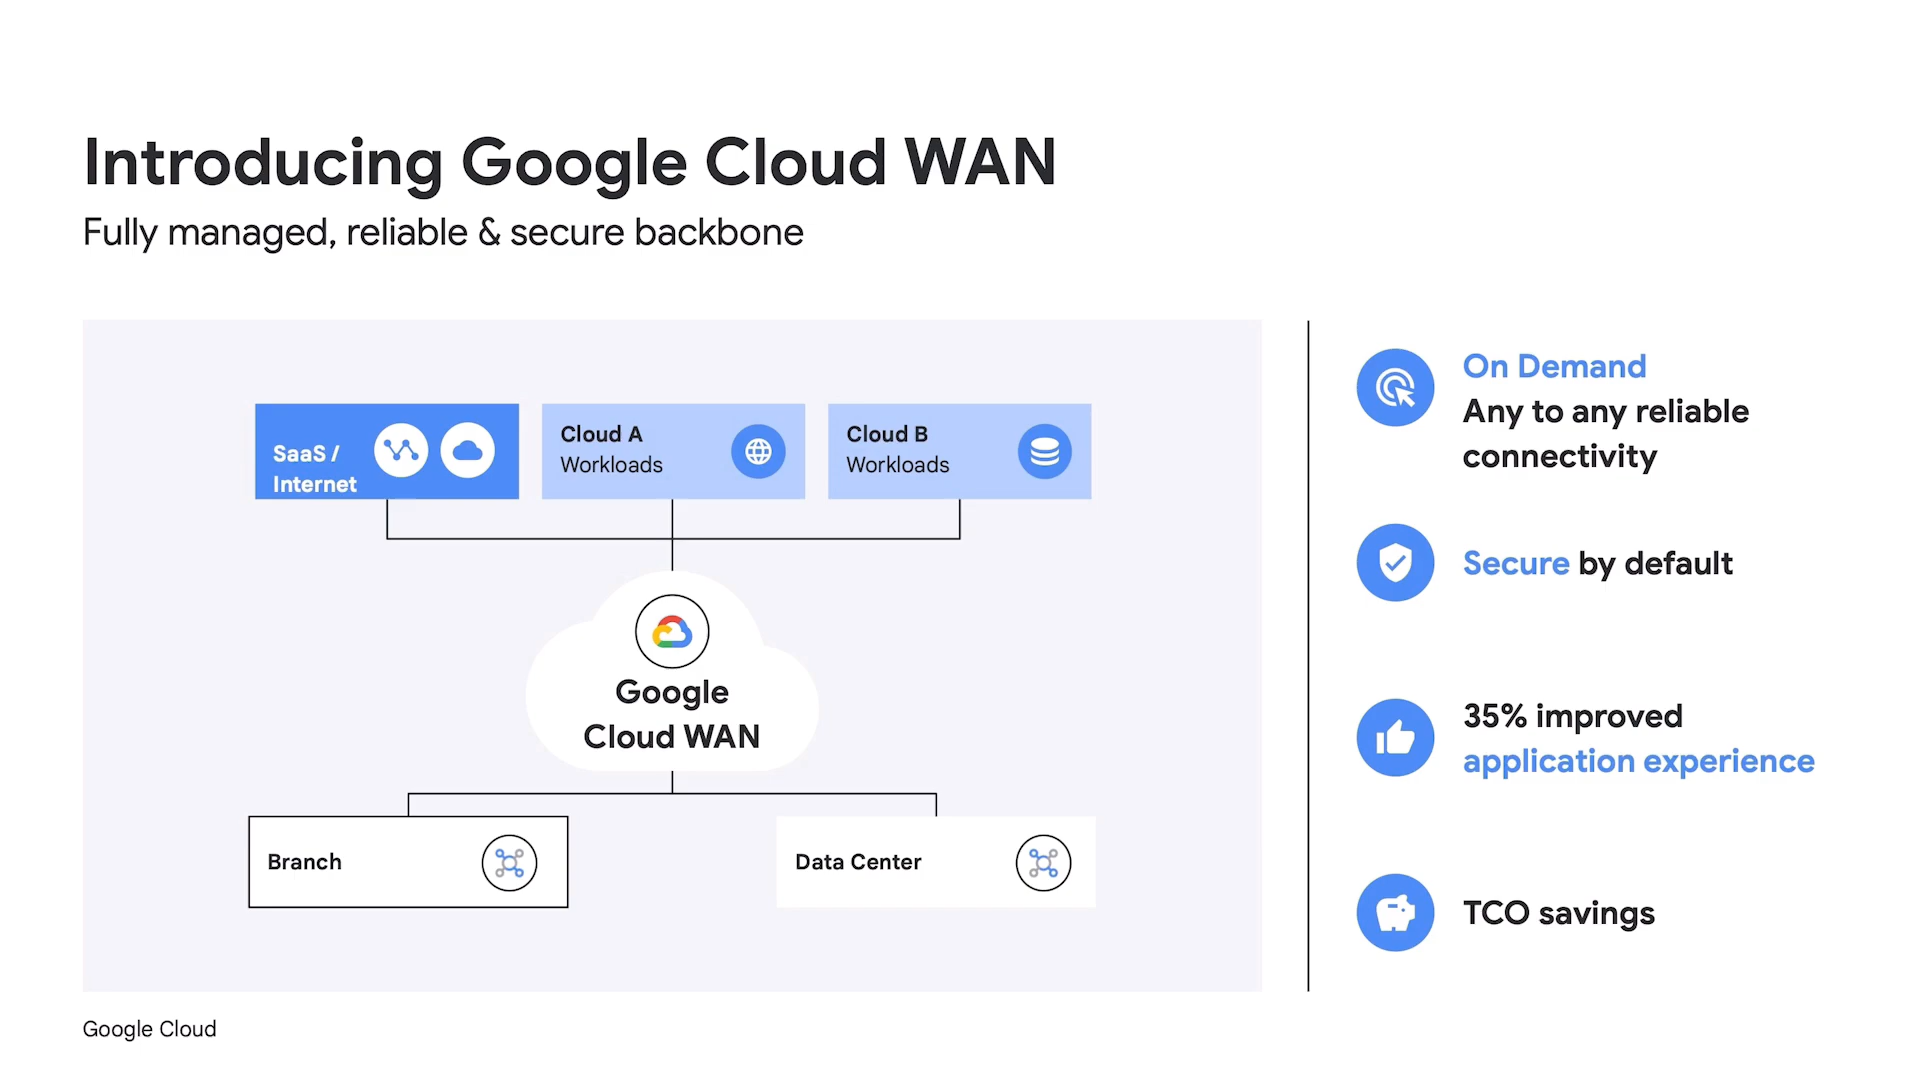 Introducing Google Cloud WAN
Fully managed, reliable & secure backbone
SaaS /
Internet
Cloud A
Workloads
Cloud B
Workloads
Google
Cloud WAN
Branch
Data Center
On Demand
Any to any reliable
connectivity
Secure by default
35% improved
application experience
TCO savings
Google Cloud